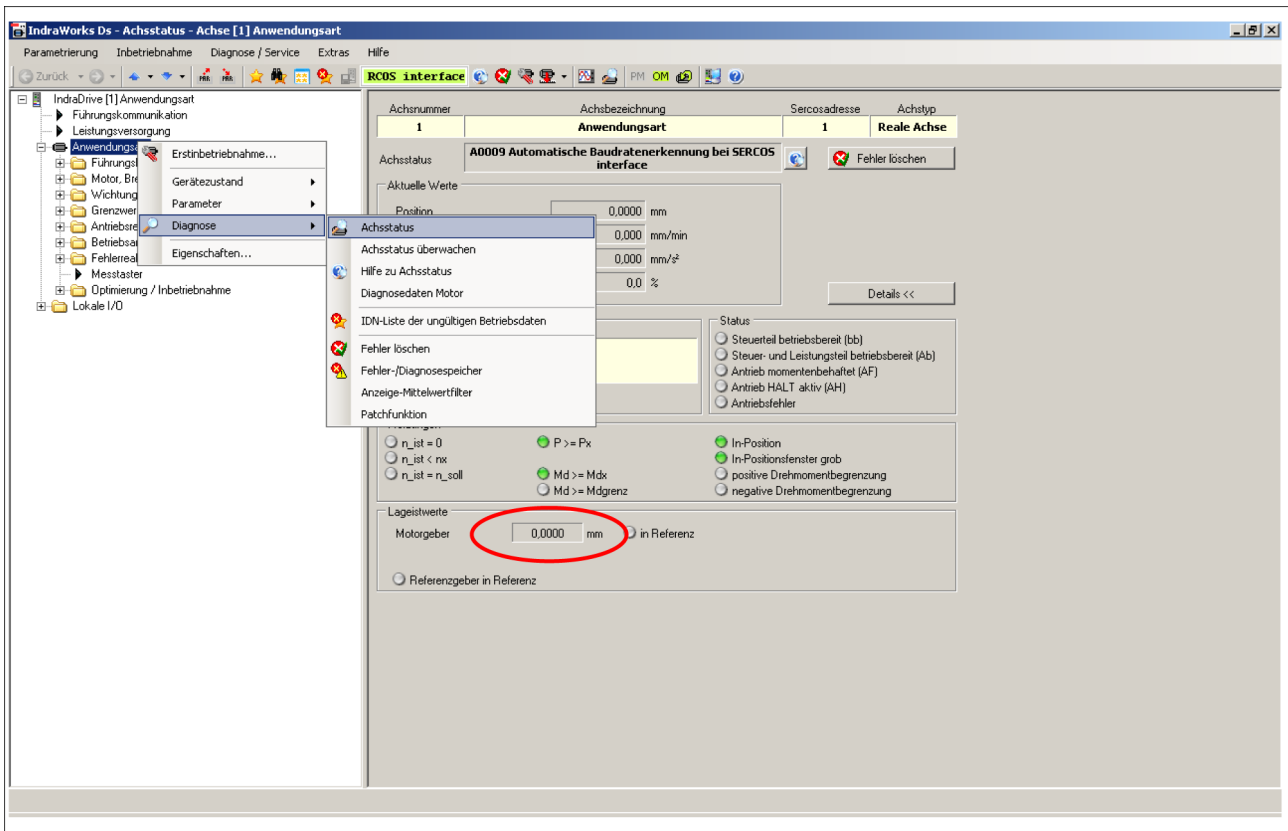 IndraWorks Ds - Achsstatus - Achse [1] Anwendungsart
Parametrierung Inbetriebnahme Diagnose / Service Extras Hilfe
Zurück RCOS interface PM OM
IndraDrive [1] Anwendungsart
Führungskommunikation
Leistungsversorgung
Anwendungsa
Führungsl
Motor, Bre
Wichtung
Grenzwer
Antriebsre
Betriebsar
Fehlerreal
Messtaster
Optimierung / Inbetriebnahme
Lokale I/O
Erstinbetriebnahme...
Gerätezustand
Parameter
Diagnose
Eigenschaften...
Achsstatus
Achsstatus überwachen
Hilfe zu Achsstatus
Diagnosedaten Motor
IDN-Liste der ungültigen Betriebsdaten
Fehler löschen
Fehler-/Diagnosespeicher
Anzeige-Mittelwertfilter
Patchfunktion
Achsnummer Achsbezeichnung Sercosadresse Achstyp
1 Anwendungsart 1 Reale Achse
Achsstatus A0009 Automatische Baudratenerkennung bei SERCOS
interface
Fehler löschen
Aktuelle Werte
Position 0,0000 mm
0,000 mm/min
0,000 mm/s²
0,0 %
Details <<
Status
Steuerteil betriebsbereit (bb)
Steuer- und Leistungsteil betriebsbereit (Ab)
Antrieb momentenbehaftet (AF)
Antrieb HALT aktiv (AH)
Antriebsfehler
n_ist = 0 P >= Px In-Position
n_ist < nx In-Positionsfenster grob
n_ist = n_soll Md >= Mdx positive Drehmomentbegrenzung
Md >= Mdgrenz negative Drehmomentbegrenzung
Lageistwerte
Motorgeber 0,0000 mm in Referenz
Referenzgeber in Referenz